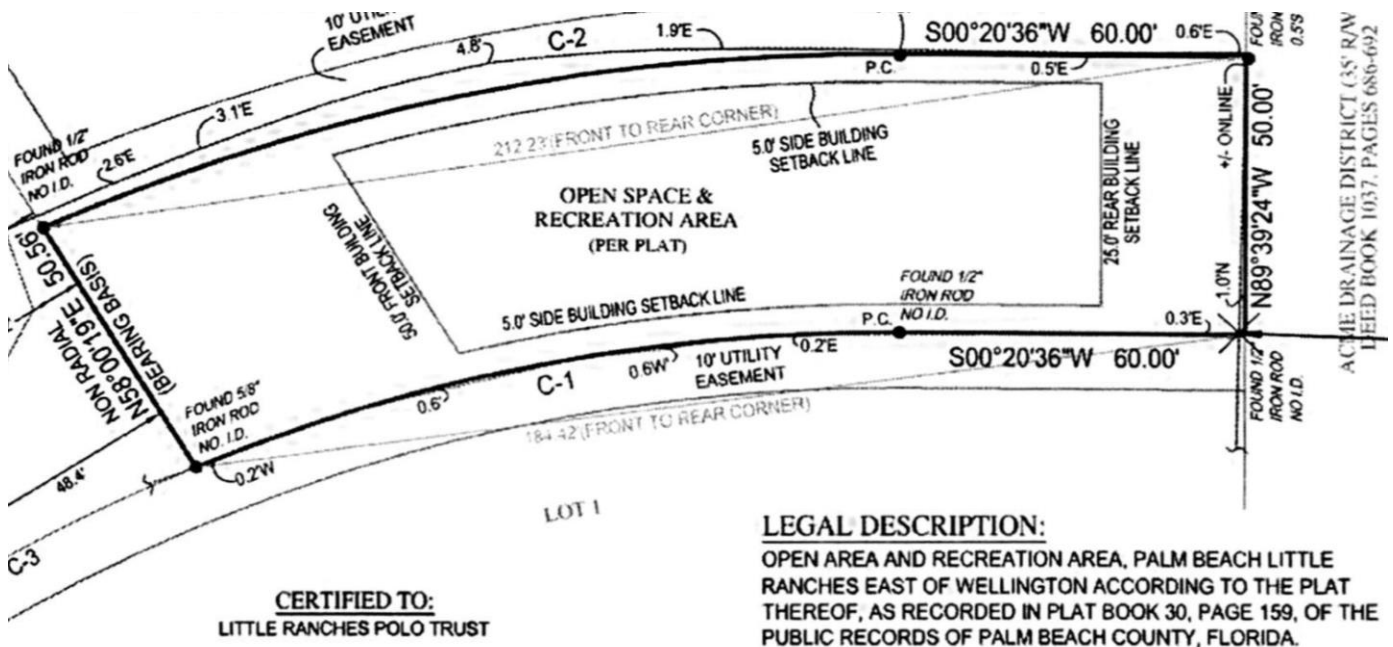 10' UTILITY
EASEMENT
4.8'
C-2
1.9'E
S00°20'36"W 60.00'
0.6'E
P.C.
0.5'E
3.1'E
2.6'E
FOUND 1/2"
IRON ROD
NO I.D.
212.23'(FRONT TO REAR CORNER)
5.0' SIDE BUILDING
SETBACK LINE
+/- ONLINE
N89°39'24"W 50.00'
1.0'N
ACME DRAINAGE DISTRICT (35' R/W
DEED BOOK 1037, PAGES 686-692
25.0' REAR BUILDING
SETBACK LINE
OPEN SPACE &
RECREATION AREA
(PER PLAT)
50.0' FRONT BUILDING
SETBACK LINE
50.56'
NON RADIAL
N58°00'19"E
(BEARING BASIS)
5.0' SIDE BUILDING SETBACK LINE
FOUND 1/2"
IRON ROD
NO I.D.
P.C.
0.3'E
0.2'E
S00°20'36"W 60.00'
10' UTILITY
EASEMENT
0.6W'
C-1
0.6'
FOUND 5/8"
IRON ROD
NO. I.D.
0.2'W
184.42'(FRONT TO REAR CORNER)
FOUND 1/2"
IRON ROD
NO I.D.
48.4'
C-3
LOT 1
CERTIFIED TO:
LITTLE RANCHES POLO TRUST
LEGAL DESCRIPTION:
OPEN AREA AND RECREATION AREA, PALM BEACH LITTLE
RANCHES EAST OF WELLINGTON ACCORDING TO THE PLAT
THEREOF, AS RECORDED IN PLAT BOOK 30, PAGE 159, OF THE
PUBLIC RECORDS OF PALM BEACH COUNTY, FLORIDA.